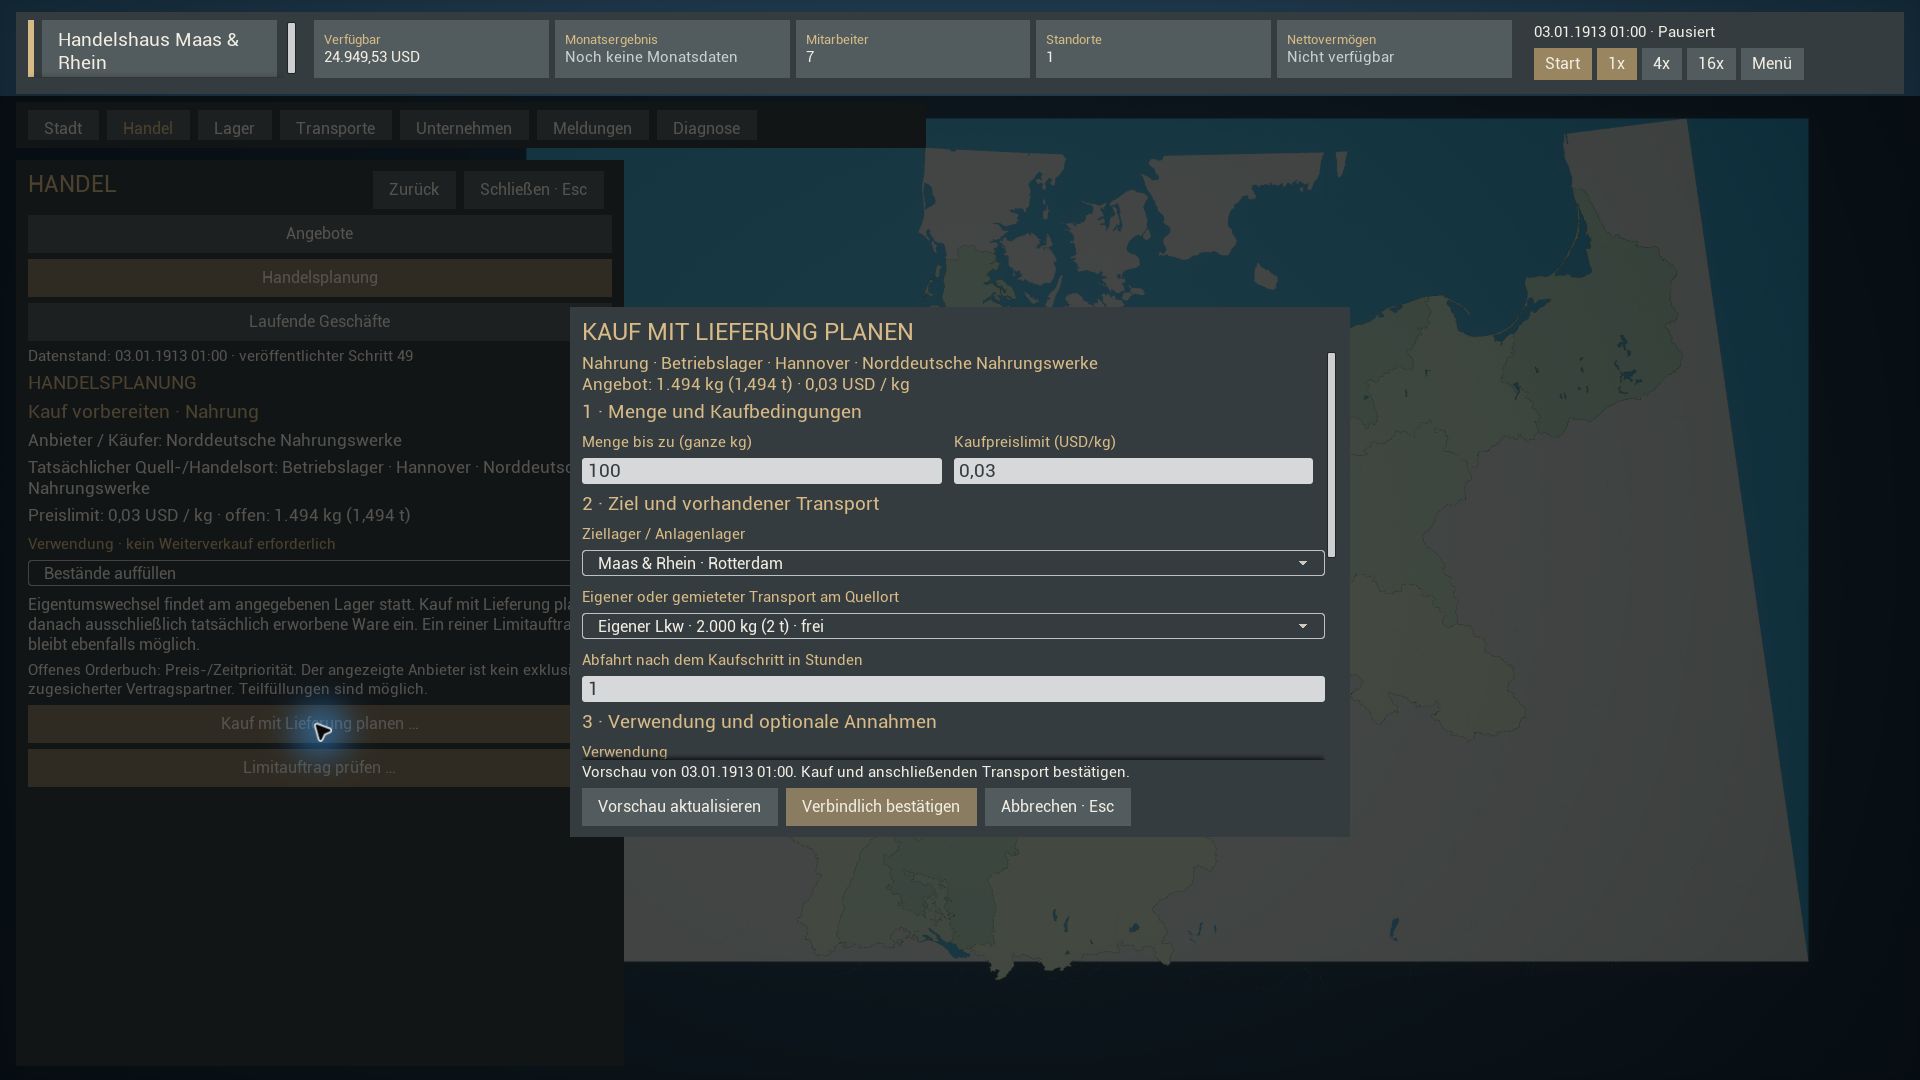 Handelshaus Maas &
Rhein
Verfügbar
24.949,53 USD
Monatsergebnis
Noch keine Monatsdaten
Mitarbeiter
7
Standorte
1
Nettovermögen
Nicht verfügbar
03.01.1913 01:00 · Pausiert
Start 1x 4x 16x Menü
Stadt Handel Lager Transporte Unternehmen Meldungen Diagnose
HANDEL
Zurück Schließen · Esc
Angebote
Handelsplanung
Laufende Geschäfte
Datenstand: 03.01.1913 01:00 · veröffentlichter Schritt 49
HANDELSPLANUNG
Kauf vorbereiten · Nahrung
Anbieter / Käufer: Norddeutsche Nahrungswerke
Tatsächlicher Quell-/Handelsort: Betriebslager · Hannover · Norddeutsc
Nahrungswerke
Preislimit: 0,03 USD / kg · offen: 1.494 kg (1,494 t)
Verwendung · kein Weiterverkauf erforderlich
Bestände auffüllen
Eigentumswechsel findet am angegebenen Lager statt. Kauf mit Lieferung pla
danach ausschließlich tatsächlich erworbene Ware ein. Ein reiner Limitauftra
bleibt ebenfalls möglich.
Offenes Orderbuch: Preis-/Zeitpriorität. Der angezeigte Anbieter ist kein exklusi
zugesicherter Vertragspartner. Teilfüllungen sind möglich.
Kauf mit Lieferung planen ...
Limitauftrag prüfen ...
KAUF MIT LIEFERUNG PLANEN
Nahrung · Betriebslager · Hannover · Norddeutsche Nahrungswerke
Angebot: 1.494 kg (1,494 t) · 0,03 USD / kg
1 · Menge und Kaufbedingungen
Menge bis zu (ganze kg) Kaufpreislimit (USD/kg)
100 0,03
2 · Ziel und vorhandener Transport
Ziellager / Anlagenlager
Maas & Rhein · Rotterdam
Eigener oder gemieteter Transport am Quellort
Eigener Lkw · 2.000 kg (2 t) · frei
Abfahrt nach dem Kaufschritt in Stunden
1
3 · Verwendung und optionale Annahmen
Verwendung
Vorschau von 03.01.1913 01:00. Kauf und anschließenden Transport bestätigen.
Vorschau aktualisieren Verbindlich bestätigen Abbrechen · Esc